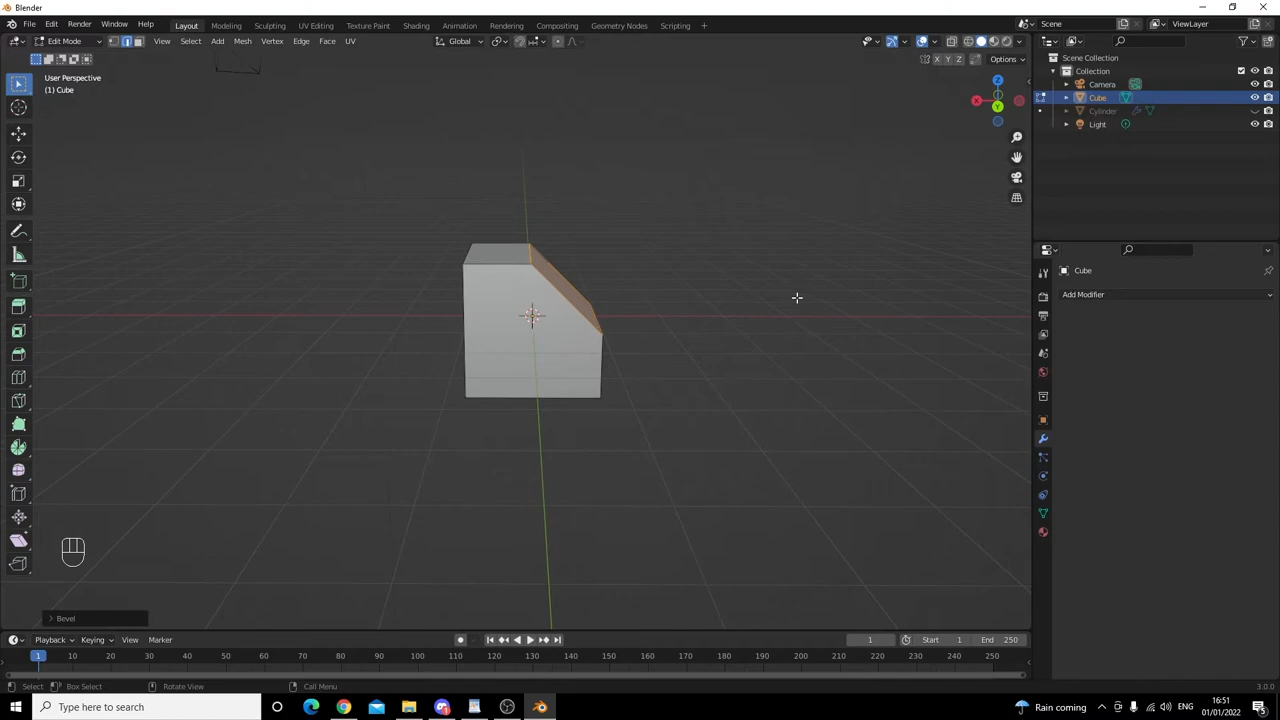 Blender
File Edit Render Window Help Layout Modeling Sculpting UV Editing Texture Paint Shading Animation Rendering Compositing Geometry Nodes Scripting + Scene ViewLayer
Edit Mode View Select Add Mesh Vertex Edge Face UV Global
X Y Z Options
User Perspective
(1) Cube
Scene Collection
Collection
Camera
Cube
Cylinder
Light
Z
X
Y
Cube
Add Modifier
Bevel
Playback Keying View Marker 1 Start 1 End 250
1 10 20 30 40 50 60 70 80 90 100 110 120 130 140 150 160 170 180 190 200 210 220 230 240 250
Select Box Select Rotate View Call Menu 3.0.0
Type here to search Rain coming ENG 16:51 01/01/2022